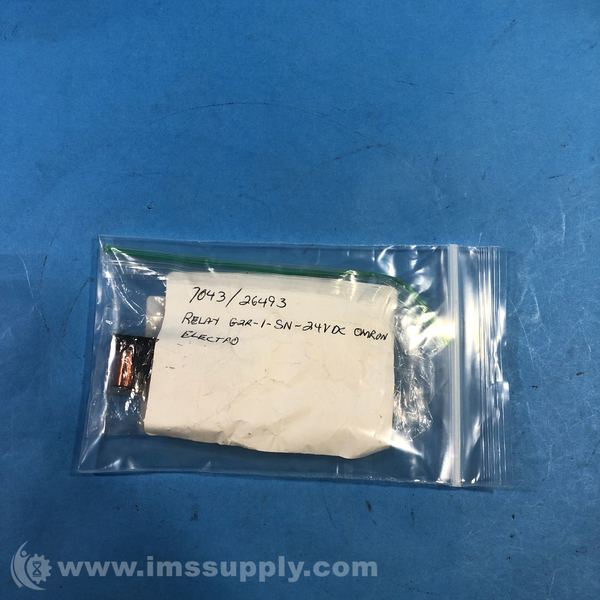 7043/26493
RELAY G2R-1-SN-24VDC OMRON
ELECTRO
www.imssupply.com